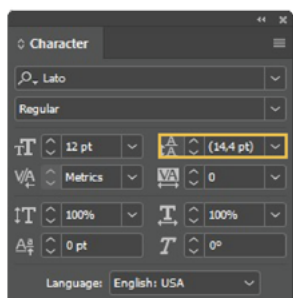 Character
Lato
Regular
12 pt (14,4 pt)
Metrics 0
100% 100%
0 pt 0°
Language: English: USA